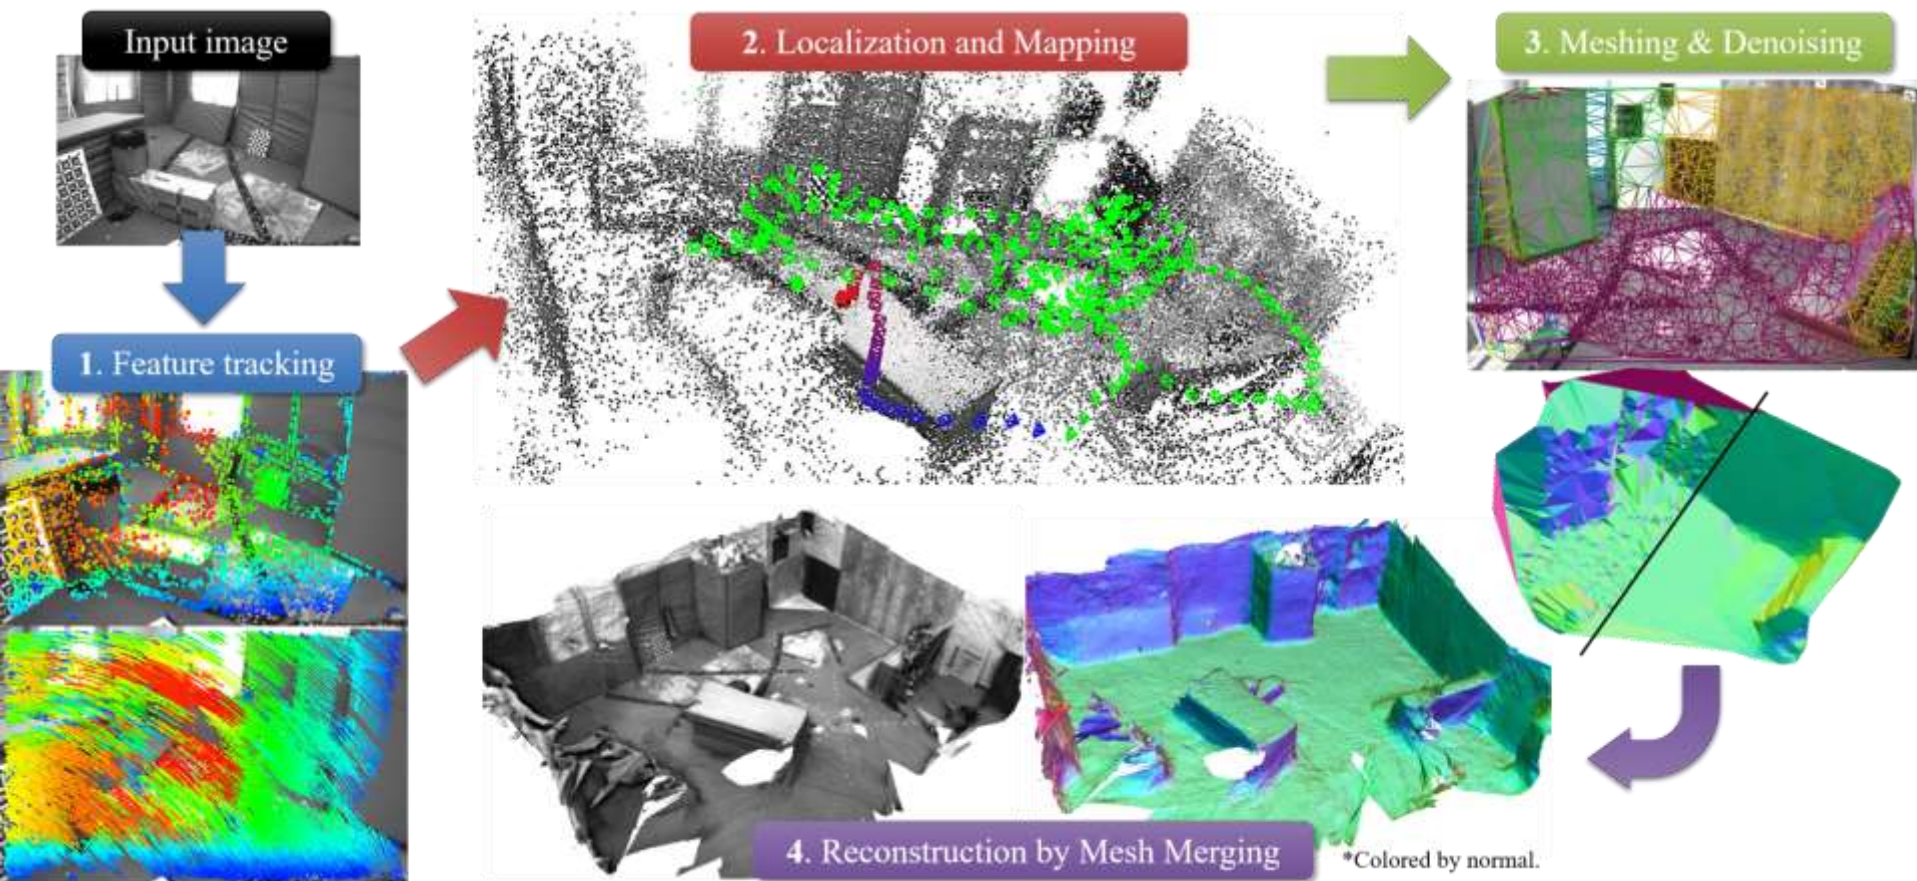 Input image
1. Feature tracking
2. Localization and Mapping
3. Meshing & Denoising
4. Reconstruction by Mesh Merging
*Colored by normal.